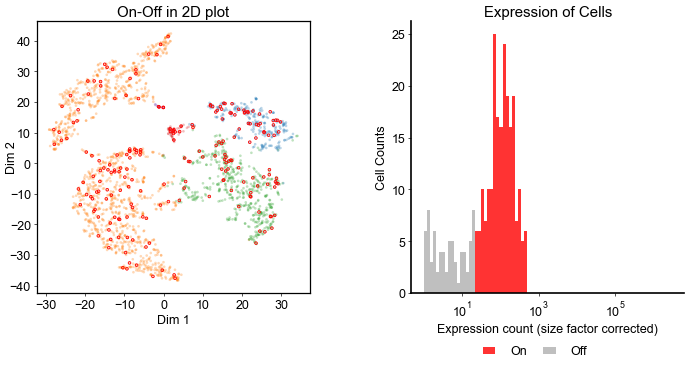 On-Off in 2D plot
40
30
20
10
0
−10
−20
−30
−40
Dim 2
−30 −20 −10 0 10 20 30
Dim 1
Expression of Cells
25
20
15
10
5
0
Cell Counts
10^1 10^3 10^5
Expression count (size factor corrected)
On Off